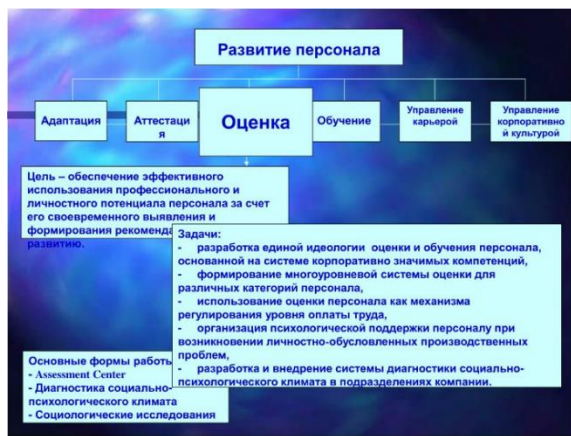 Развитие персонала
Адаптация
Аттестаци
я
Оценка
Обучение
Управление
карьерой
Управление
корпоративно
й культурой
Цель – обеспечение эффективного
использования профессионального и
личностного потенциала персонала за счет
его своевременного выявления и
формирования
развитию.
Задачи:
- разработка единой идеологии оценки и обучения персонала,
основанной на системе корпоративно значимых компетенций,
- формирование многоуровневой системы оценки для
различных категорий персонала,
- использование оценки персонала как механизма
регулирования уровня оплаты труда,
- организация психологической поддержки персоналу при
возникновении личностно-обусловленных производственных
проблем,
- разработка и внедрение системы диагностики социально-
психологического климата в подразделениях компании.
Основные формы работы
- Assessment Center
- Диагностика социально-
психологического климата
- Социологические исследования